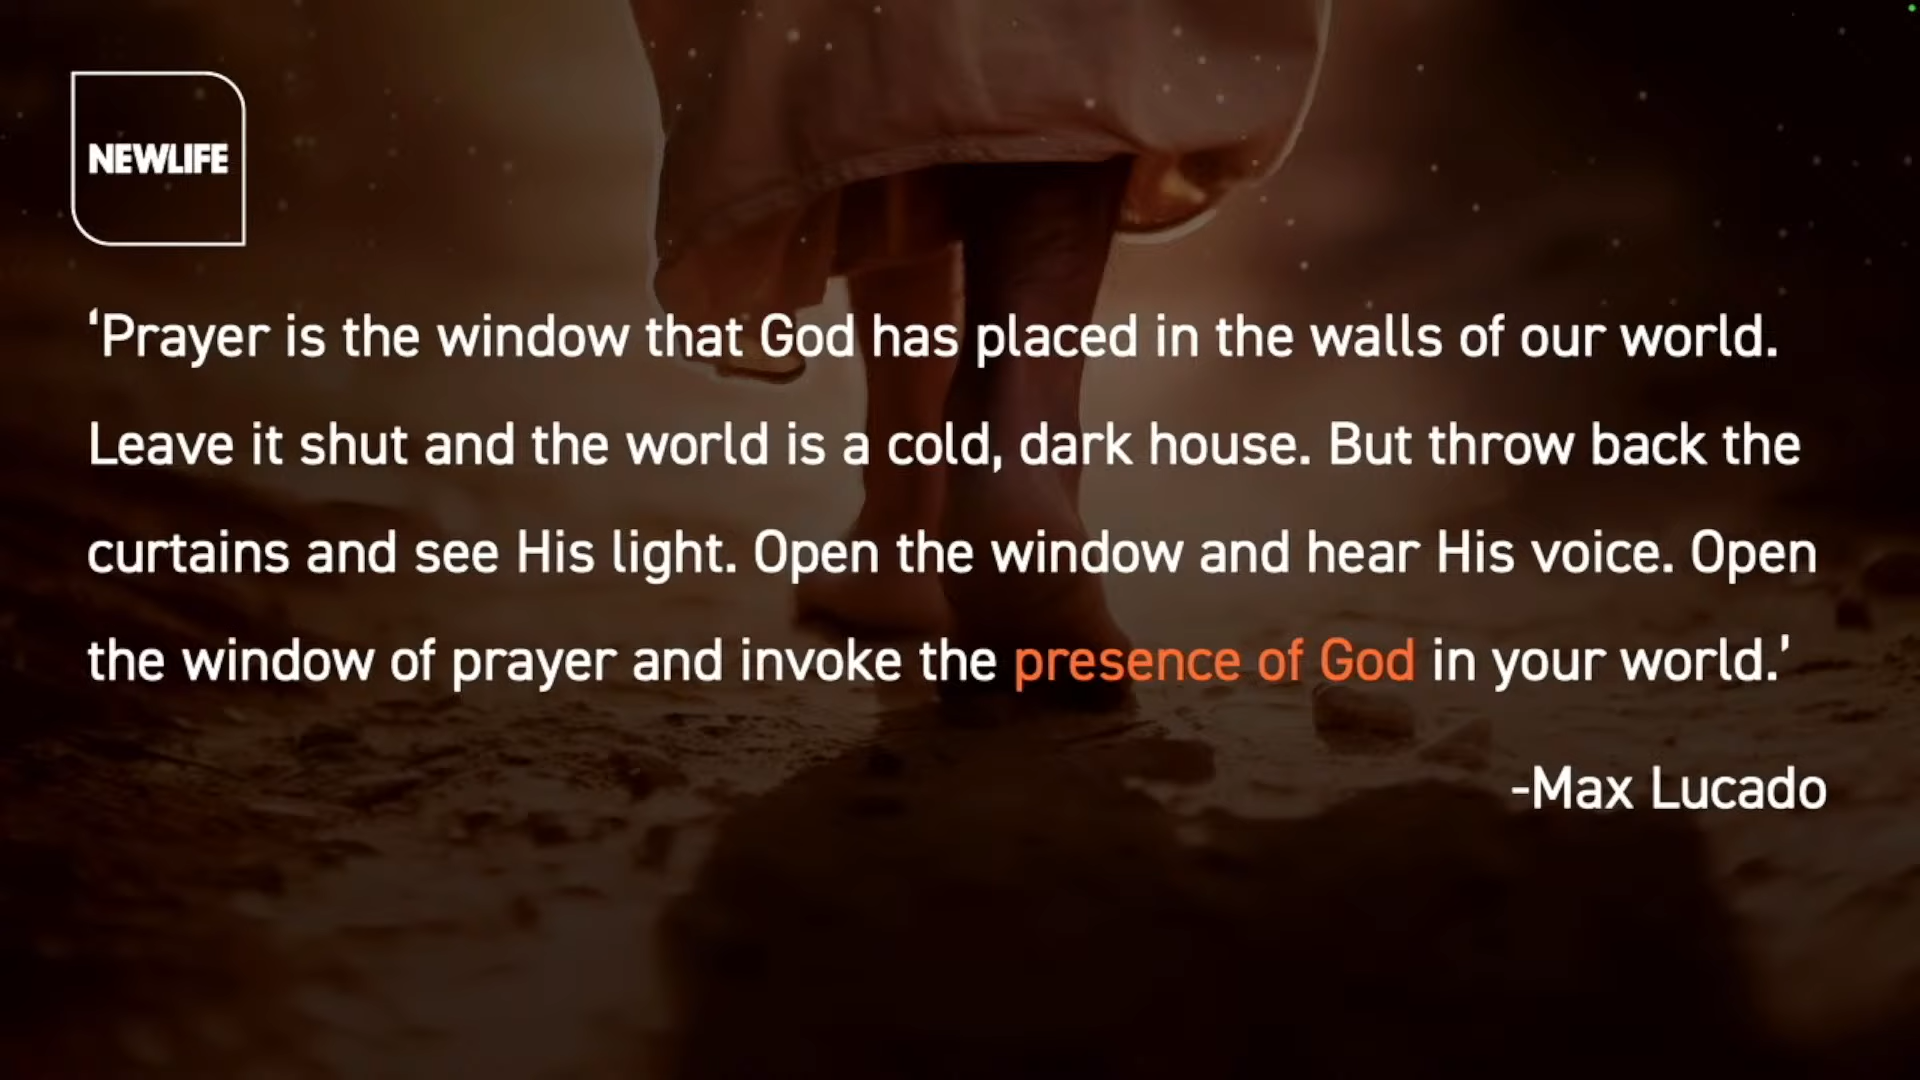 NEWLIFE
‘Prayer is the window that God has placed in the walls of our world.
Leave it shut and the world is a cold, dark house. But throw back the
curtains and see His light. Open the window and hear His voice. Open
the window of prayer and invoke the presence of God in your world.’
-Max Lucado